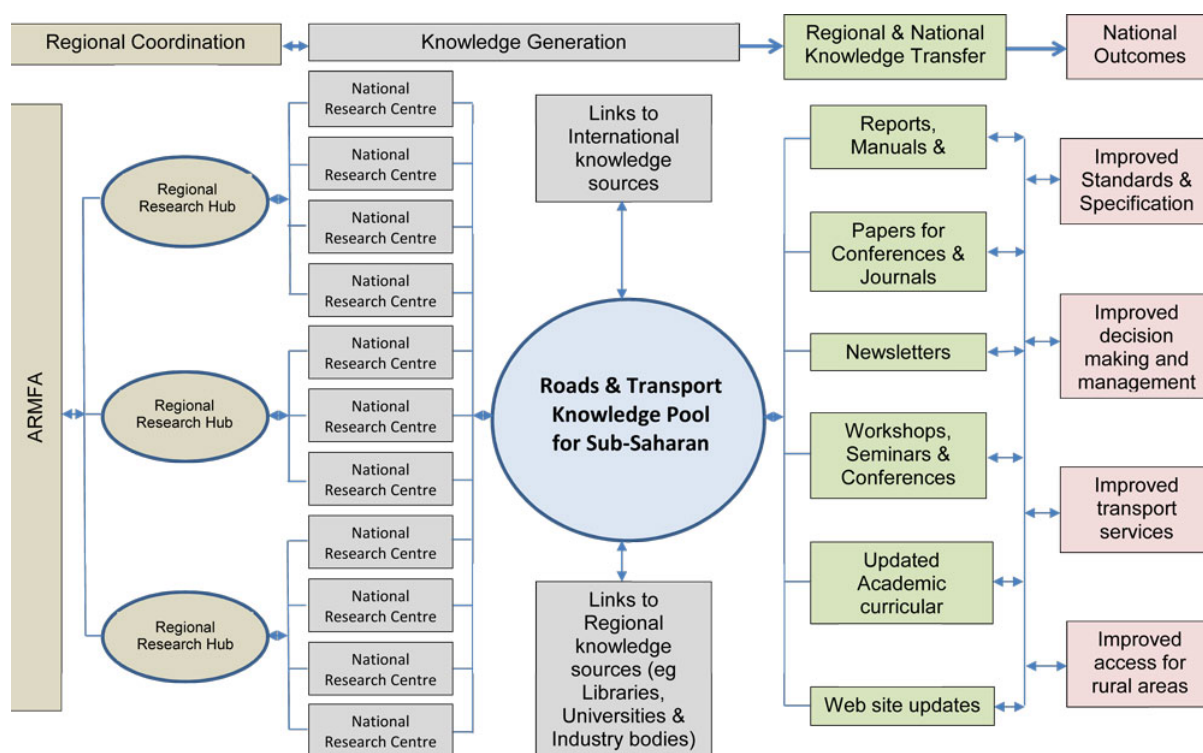 Regional Coordination
Knowledge Generation
Regional & National
Knowledge Transfer
National
Outcomes
ARMFA
Regional
Research Hub
Regional
Research Hub
Regional
Research Hub
National
Research Centre
National
Research Centre
National
Research Centre
National
Research Centre
National
Research Centre
National
Research Centre
National
Research Centre
National
Research Centre
National
Research Centre
National
Research Centre
National
Research Centre
Links to
International
knowledge
sources
Roads & Transport
Knowledge Pool
for Sub-Saharan
Links to
Regional
knowledge
sources (eg
Libraries,
Universities &
Industry bodies)
Reports,
Manuals &
Papers for
Conferences &
Journals
Newsletters
Workshops,
Seminars &
Conferences
Updated
Academic
curricular
Web site updates
Improved
Standards &
Specification
Improved
decision
making and
management
Improved
transport
services
Improved
access for
rural areas